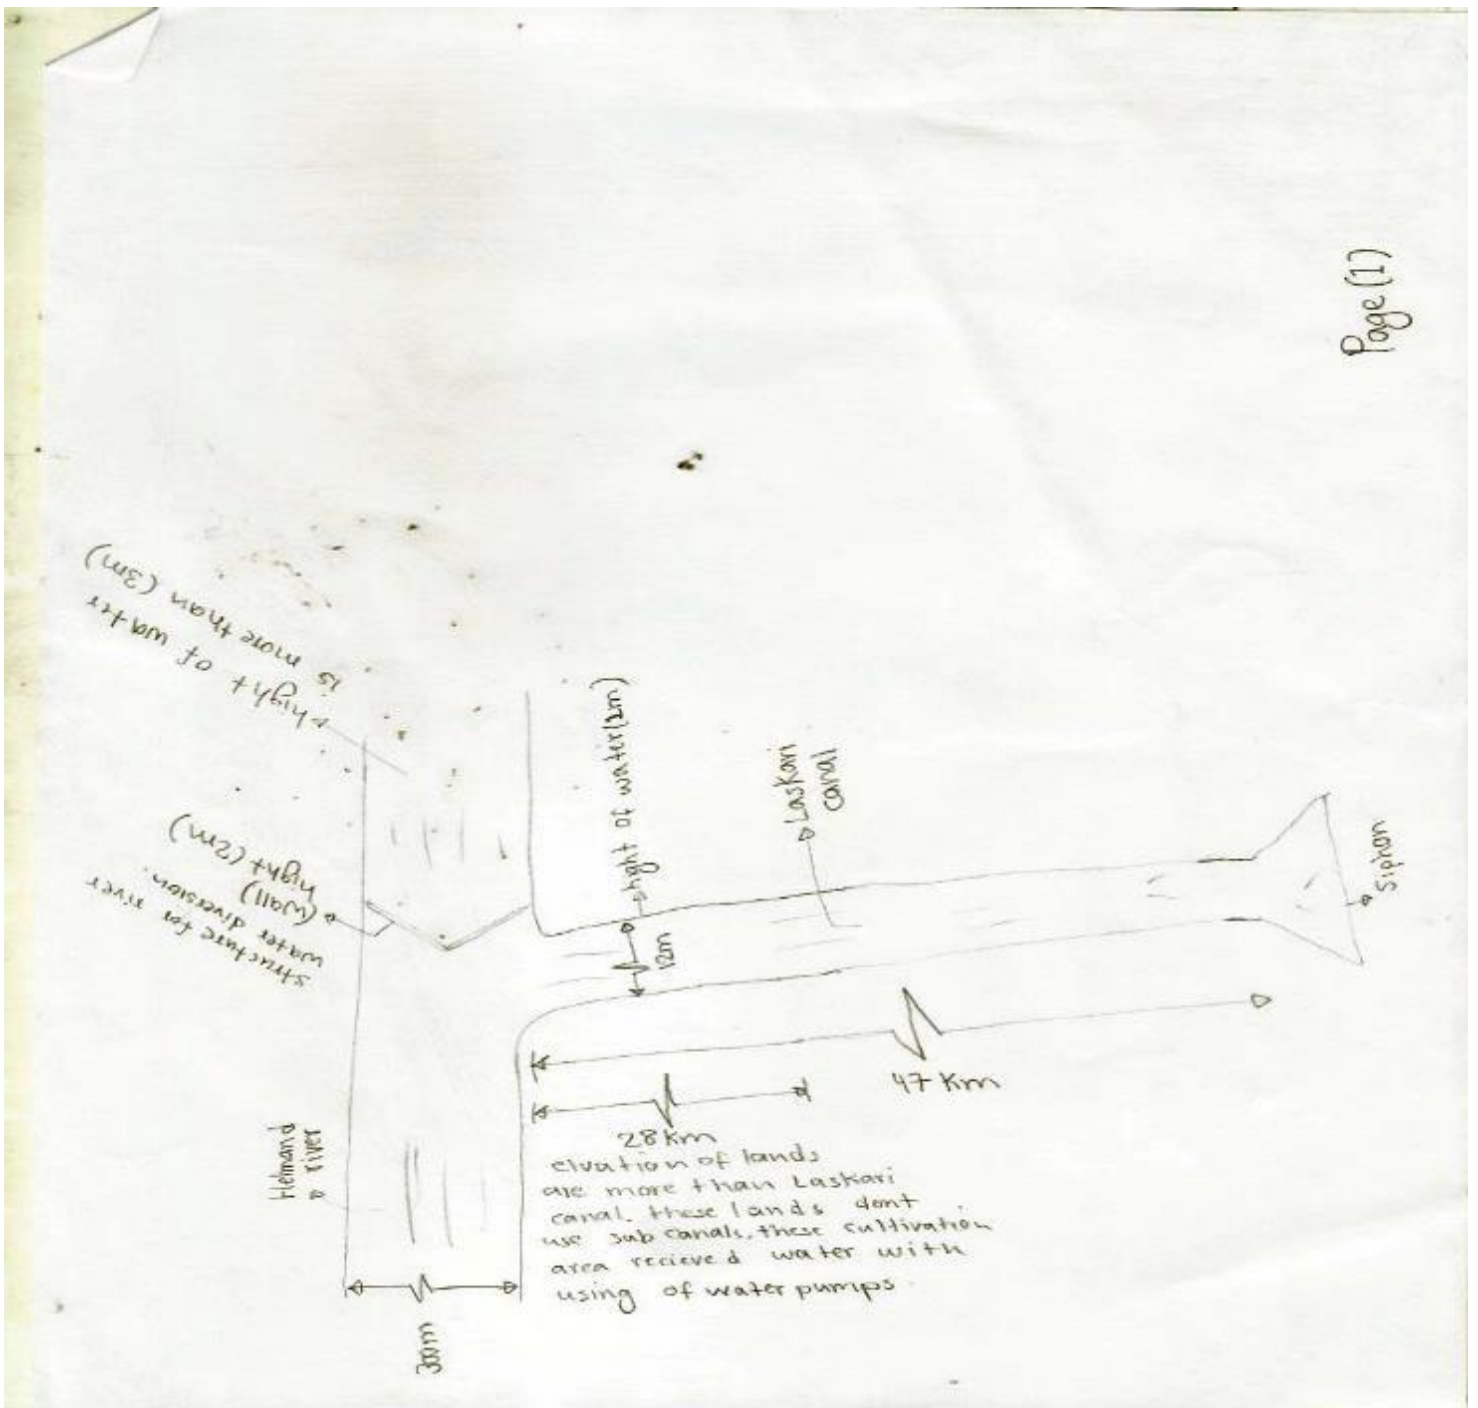 Page (1)
hight of water
is more than (3m)
structure for river
water diversion.
(wall)
hight (2m)
hight of water (2m)
12m
Laskari
canal
Siphon
47 Km
28 Km
elvation of lands
are more than Laskari
canal. these lands dont
use sub canals, these cultivation
area recieved water with
using of water pumps.
Helmand
river
300m